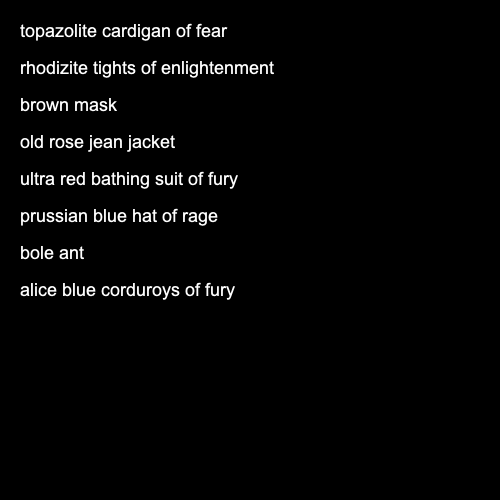 topazolite cardigan of fear
rhodizite tights of enlightenment
brown mask
old rose jean jacket
ultra red bathing suit of fury
prussian blue hat of rage
bole ant
alice blue corduroys of fury